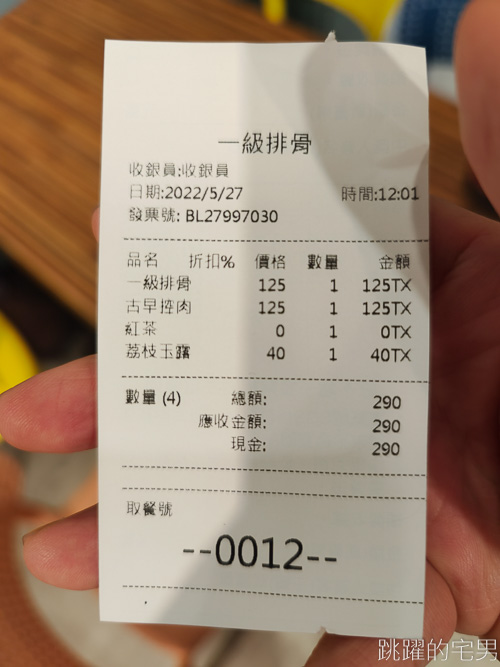 一級排骨
收銀員:收銀員
日期:2022/5/27 時間:12:01
發票號: BL27997030
品名 折扣% 價格 數量 金額
一級排骨 125 1 125TX
古早控肉 125 1 125TX
紅茶 0 1 0TX
荔枝玉露 40 1 40TX
數量 (4) 總額: 290
應收金額: 290
現金: 290
取餐號
--0012--
跳躍的宅男